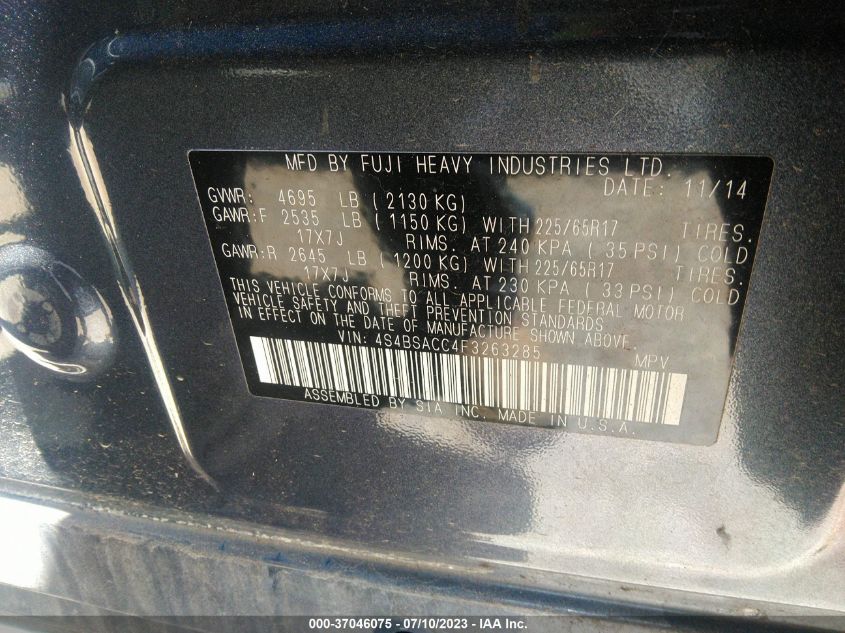 MFD BY FUJI HEAVY INDUSTRIES LTD.
DATE: 11/14
GVWR: 4695 LB ( 2130 KG)
GAWR:F 2535 LB ( 1150 KG) WITH 225/65R17 TIRES.
17X7J RIMS. AT 240 KPA ( 35 PSI) COLD
GAWR:R 2645 LB ( 1200 KG) WITH 225/65R17 TIRES.
17X7J RIMS. AT 230 KPA ( 33 PSI) COLD
THIS VEHICLE CONFORMS TO ALL APPLICABLE FEDERAL MOTOR
VEHICLE SAFETY AND THEFT PREVENTION STANDARDS
IN EFFECT ON THE DATE OF MANUFACTURE SHOWN ABOVE.
VIN: 4S4BSACC4F3263285 MPV
ASSEMBLED BY SIA INC. MADE IN U.S.A.
000-37046075 - 07/10/2023 - IAA Inc.